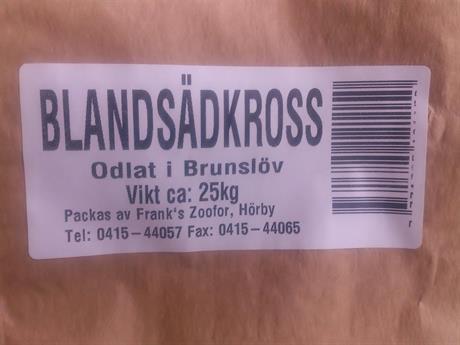 BLANDSÄDKROSS
Odlat i Brunslöv
Vikt ca: 25kg
Packas av Frank's Zoofor, Hörby
Tel: 0415-44057 Fax: 0415-44065